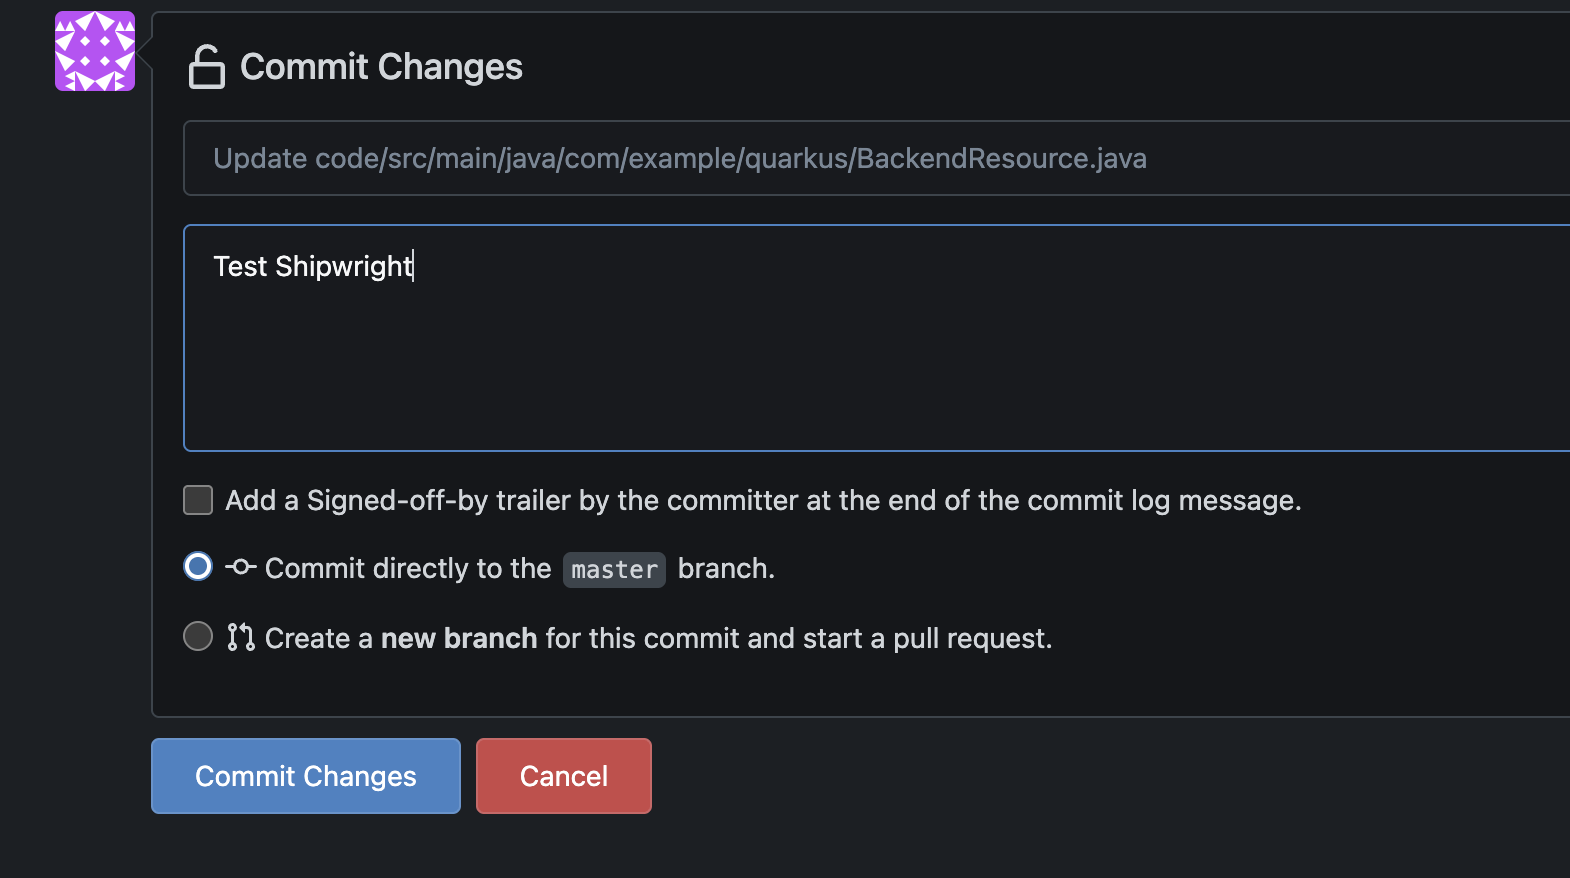 Commit Changes
Update code/src/main/java/com/example/quarkus/BackendResource.java
Test Shipwright
Add a Signed-off-by trailer by the committer at the end of the commit log message.
Commit directly to the master branch.
Create a new branch for this commit and start a pull request.
Commit Changes Cancel